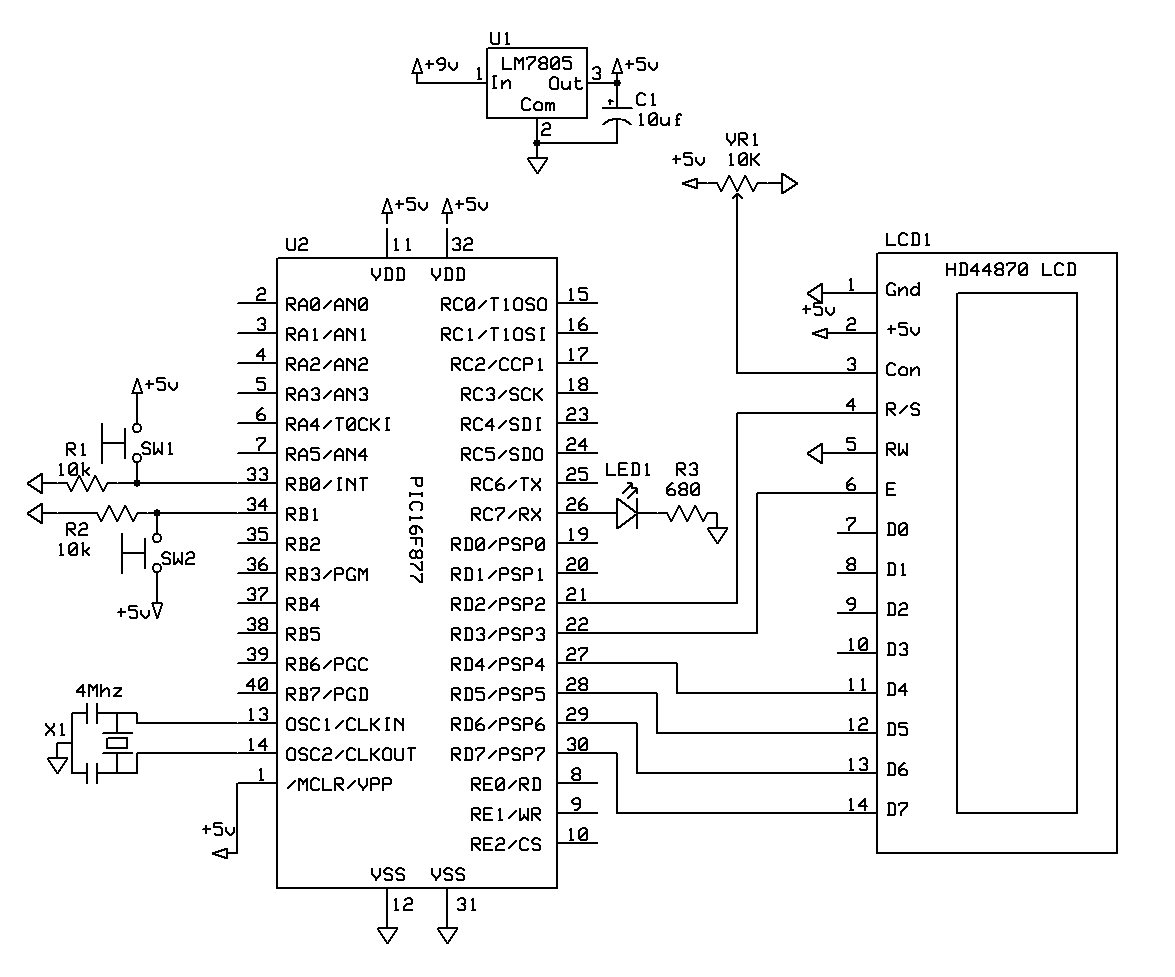 U1
LM7805
+9v 1 In Out 3 +5v
Com
2
C1
10uf
VR1
10K
+5v
+5v +5v
U2 11 32
VDD VDD
2 RA0/AN0 RC0/T1OSO 15
3 RA1/AN1 RC1/T1OSI 16
4 RA2/AN2 RC2/CCP1 17
5 RA3/AN3 RC3/SCK 18
6 RA4/T0CKI RC4/SDI 23
7 RA5/AN4 RC5/SDO 24
33 RB0/INT RC6/TX 25
34 RB1 RC7/RX 26
35 RB2 RD0/PSP0 19
36 RB3/PGM RD1/PSP1 20
37 RB4 RD2/PSP2 21
38 RB5 RD3/PSP3 22
39 RB6/PGC RD4/PSP4 27
40 RB7/PGD RD5/PSP5 28
13 OSC1/CLKIN RD6/PSP6 29
14 OSC2/CLKOUT RD7/PSP7 30
1 /MCLR/VPP RE0/RD 8
RE1/WR 9
RE2/CS 10
VSS VSS
12 31
PIC16F877
+5v
SW1
R1
10k
R2
10k
SW2
+5v
4Mhz
X1
+5v
LED1 R3
680
LCD1
HD44870 LCD
1 Gnd
+5v
2 +5v
3 Con
4 R/S
5 RW
6 E
7 D0
8 D1
9 D2
10 D3
11 D4
12 D5
13 D6
14 D7